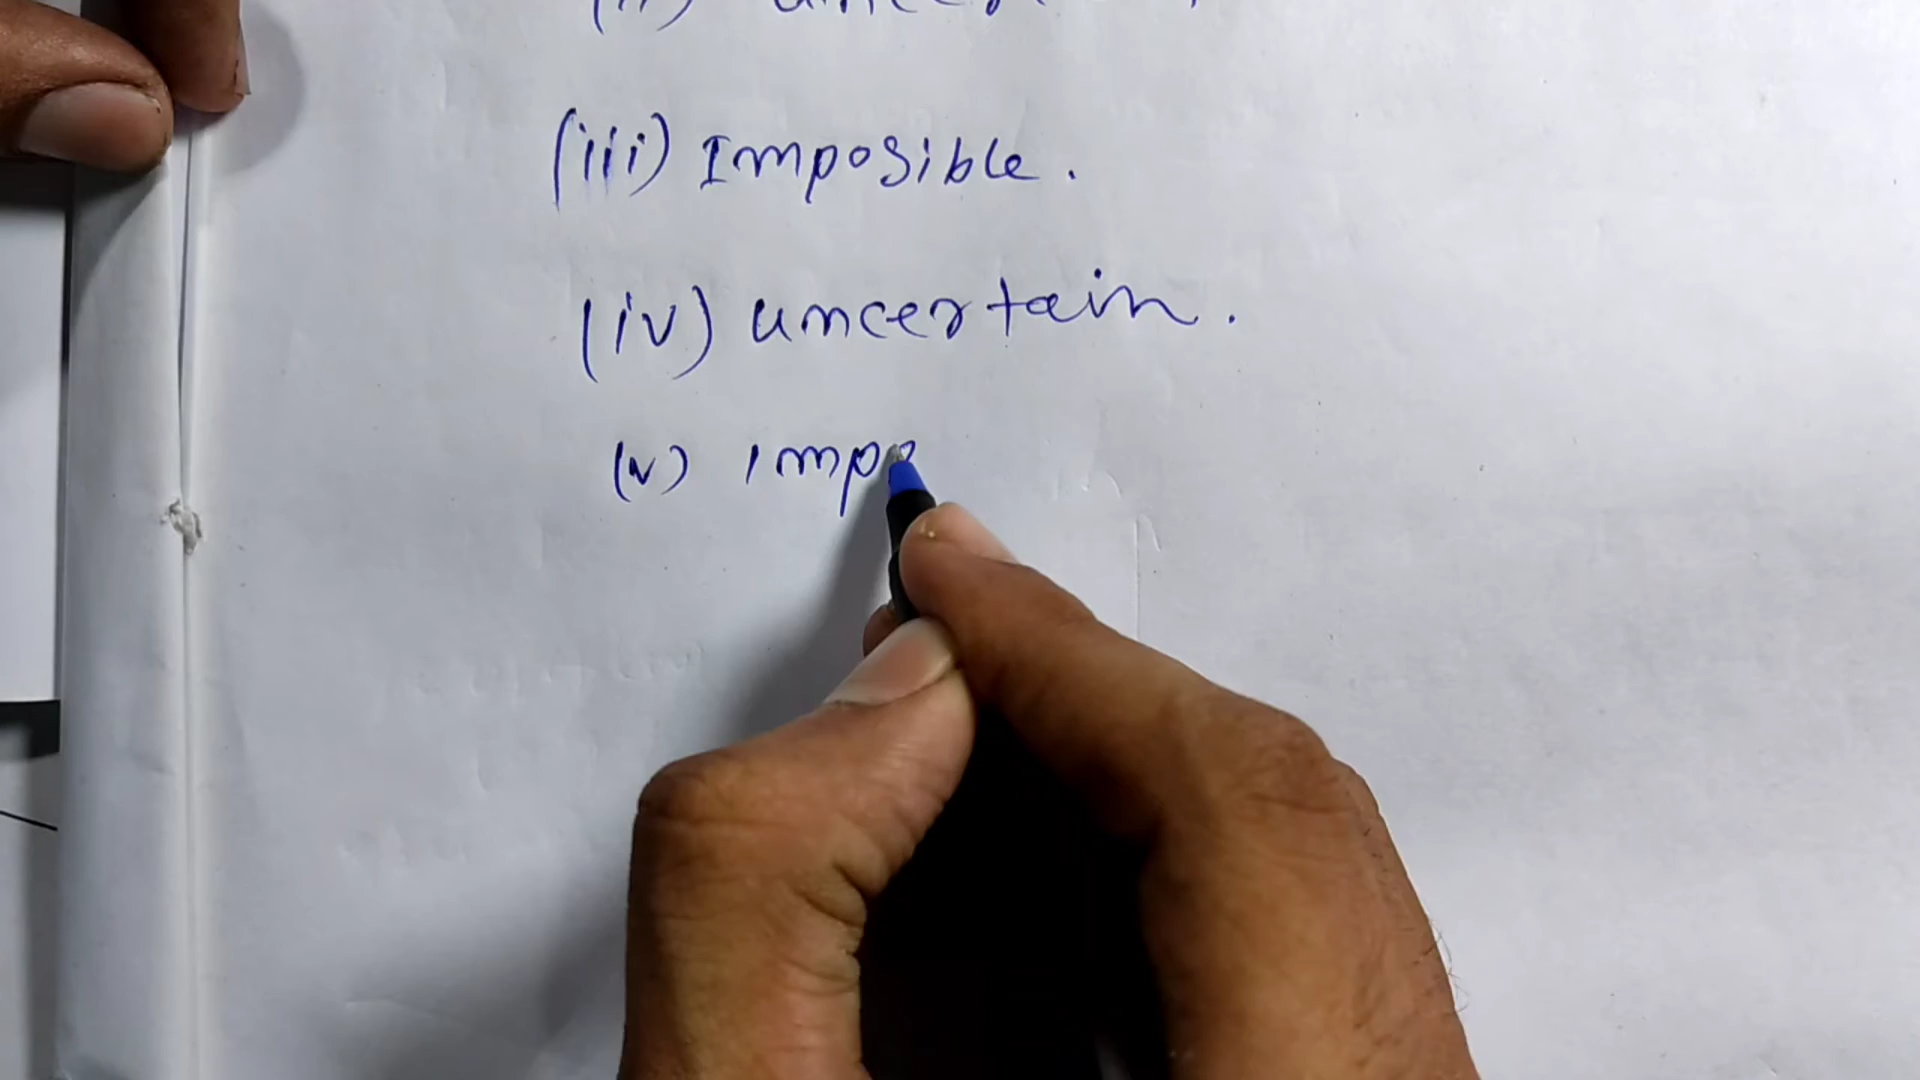 (iii) Imposible.
(iv) uncertain.
(v) impo